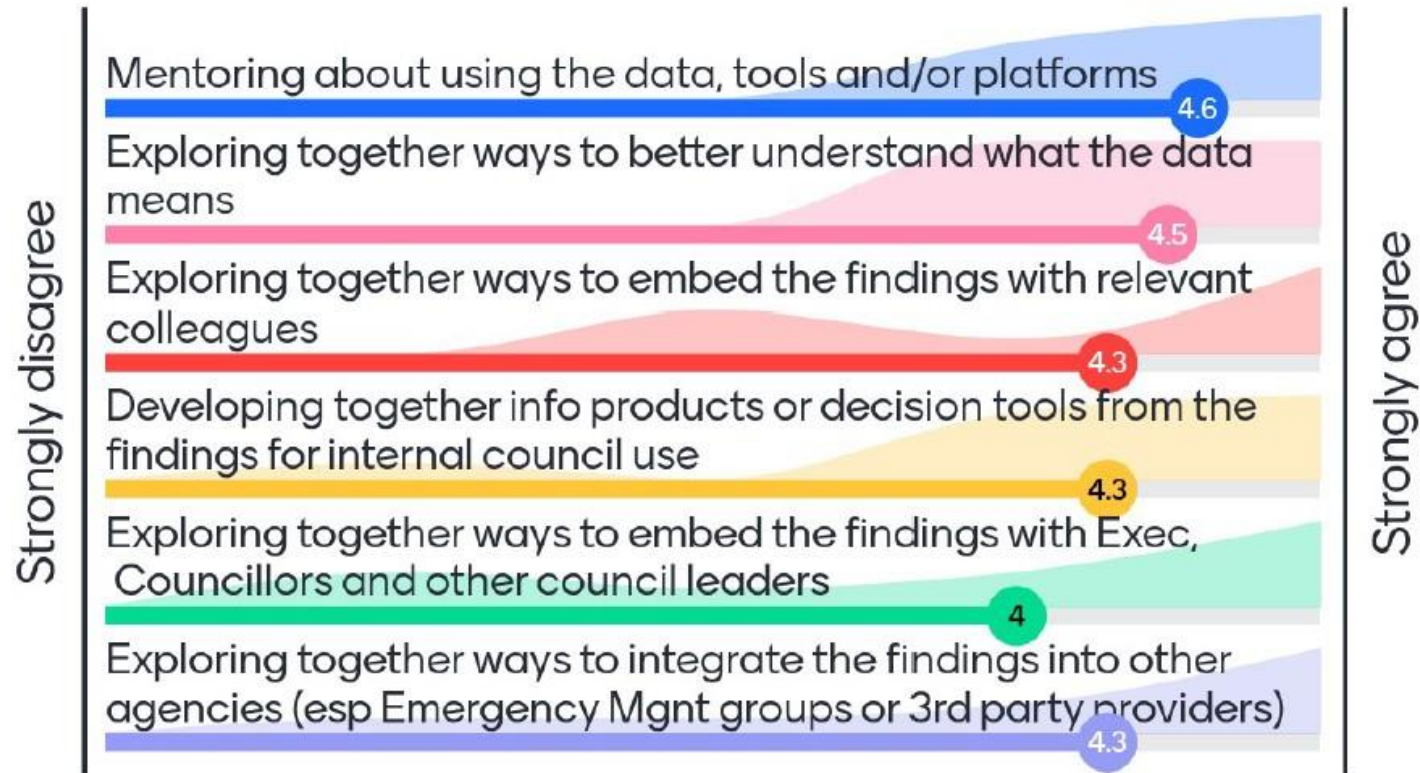 Strongly disagree
Mentoring about using the data, tools and/or platforms
4.6
Exploring together ways to better understand what the data
means
4.5
Exploring together ways to embed the findings with relevant
colleagues
4.3
Developing together info products or decision tools from the
findings for internal council use
4.3
Exploring together ways to embed the findings with Exec,
Councillors and other council leaders
4
Exploring together ways to integrate the findings into other
agencies (esp Emergency Mgnt groups or 3rd party providers)
4.3
Strongly agree